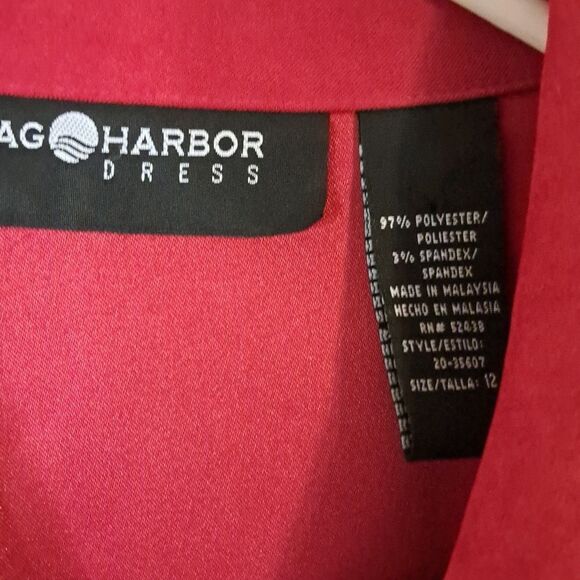 AG HARBOR
DRESS
97% POLYESTER/
POLIESTER
3% SPANDEX/
SPANDEX
MADE IN MALAYSIA
HECHO EN MALASIA
RN# 52438
STYLE/ESTILO:
20-35607
SIZE/TALLA: 12